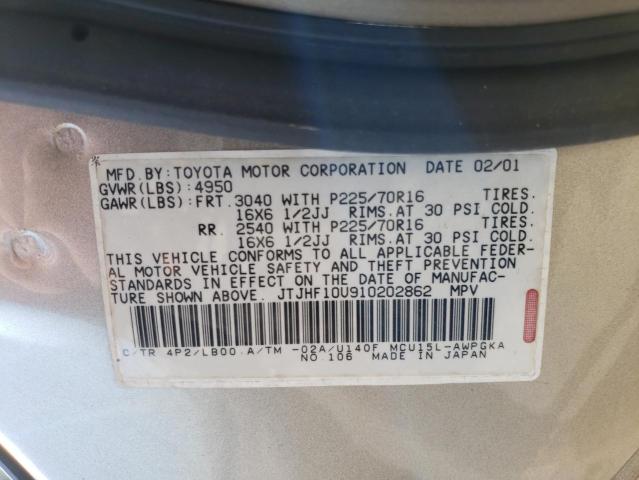 MFD.BY:TOYOTA MOTOR CORPORATION DATE 02/01
GVWR(LBS):4950
GAWR(LBS):FRT.3040 WITH P225/70R16 TIRES.
16X6 1/2JJ RIMS.AT 30 PSI COLD.
RR. 2540 WITH P225/70R16 TIRES.
16X6 1/2JJ RIMS.AT 30 PSI COLD.
THIS VEHICLE CONFORMS TO ALL APPLICABLE FEDER-
AL MOTOR VEHICLE SAFETY AND THEFT PREVENTION
STANDARDS IN EFFECT ON THE DATE OF MANUFAC-
TURE SHOWN ABOVE. JTJHF10U910202862 MPV
C/TR 4P2/LB00 A/TM -02A/U140F MCU15L-AWPGKA
NO.106 MADE IN JAPAN